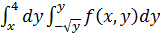 ∫_x^4 dy ∫_{-√y}^y f(x, y)dy